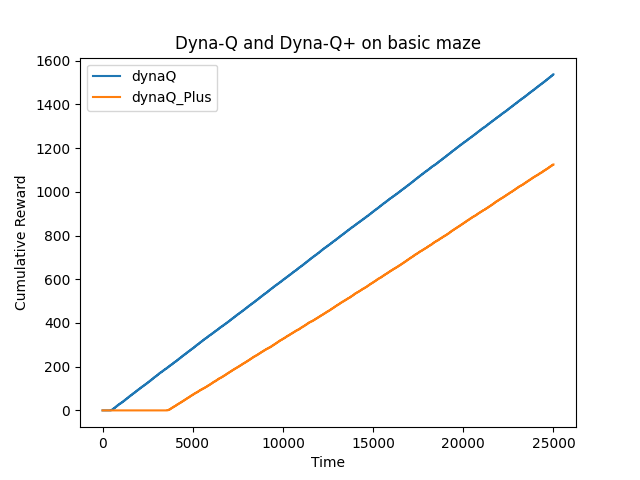 Dyna-Q and Dyna-Q+ on basic maze
dynaQ
dynaQ_Plus
Cumulative Reward
1600
1400
1200
1000
800
600
400
200
0
0 5000 10000 15000 20000 25000
Time